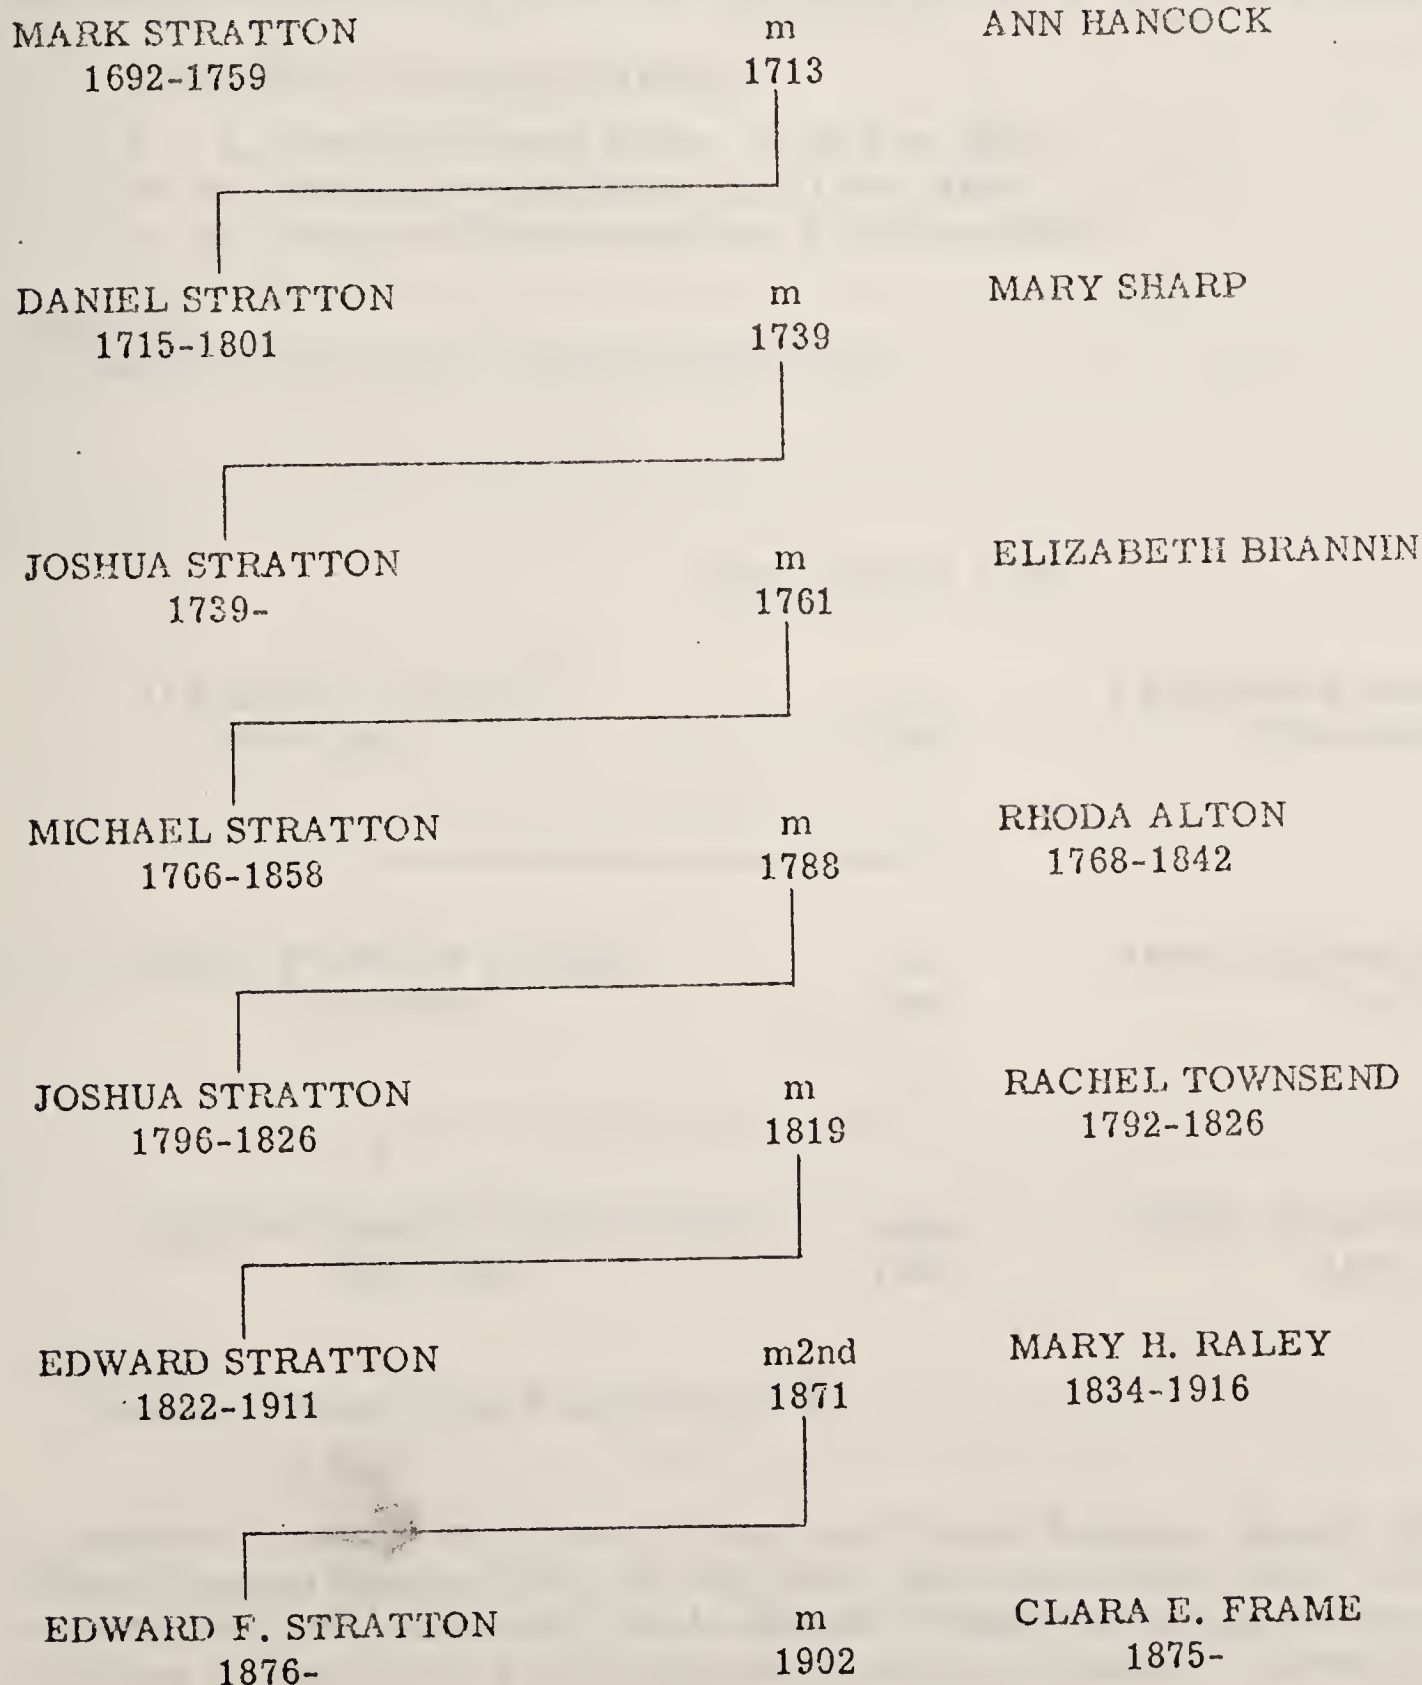 MARK STRATTON m ANN HANCOCK
1692-1759 1713
DANIEL STRATTON m MARY SHARP
1715-1801 1739
JOSHUA STRATTON m ELIZABETH BRANNIN
1739- 1761
MICHAEL STRATTON m RHODA ALTON
1766-1858 1788 1768-1842
JOSHUA STRATTON m RACHEL TOWNSEND
1796-1826 1819 1792-1826
EDWARD STRATTON m2nd MARY H. RALEY
1822-1911 1871 1834-1916
EDWARD F. STRATTON m CLARA E. FRAME
1876- 1902 1875-